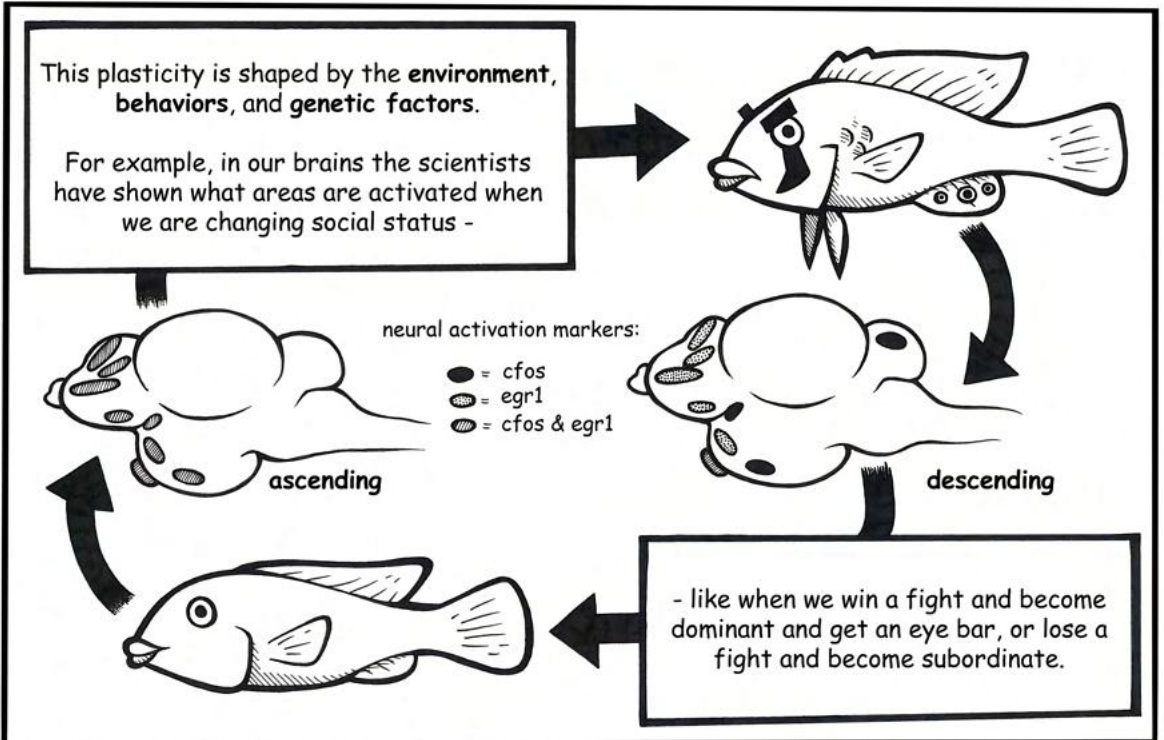 This plasticity is shaped by the environment,
behaviors, and genetic factors.
For example, in our brains the scientists
have shown what areas are activated when
we are changing social status -
neural activation markers:
= cfos
= egr1
= cfos & egr1
ascending
descending
- like when we win a fight and become
dominant and get an eye bar, or lose a
fight and become subordinate.